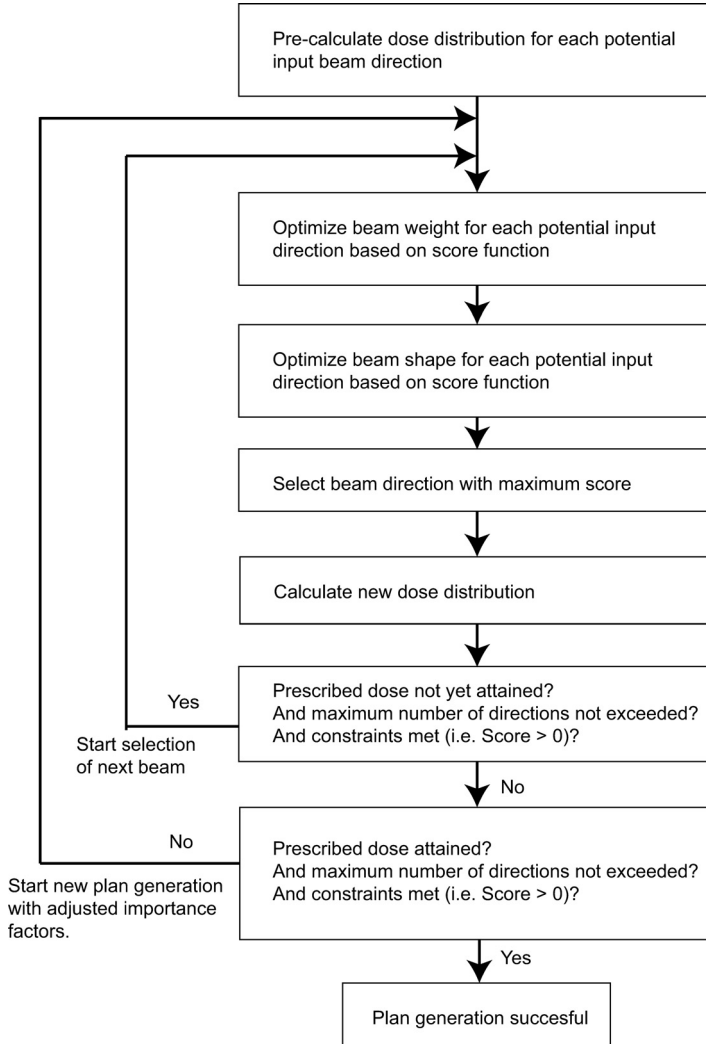 Pre-calculate dose distribution for each potential
input beam direction
Optimize beam weight for each potential input
direction based on score function
Optimize beam shape for each potential input
direction based on score function
Select beam direction with maximum score
Calculate new dose distribution
Yes
Prescribed dose not yet attained?
And maximum number of directions not exceeded?
And constraints met (i.e. Score > 0)?
Start selection
of next beam
No
No
Prescribed dose attained?
And maximum number of directions not exceeded?
And constraints met (i.e. Score > 0)?
Start new plan generation
with adjusted importance
factors.
Yes
Plan generation succesful